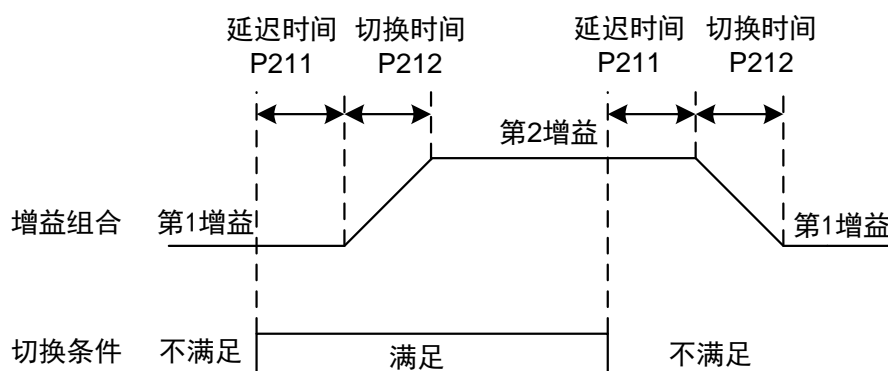 延迟时间 切换时间 延迟时间 切换时间
P211 P212 P211 P212
第2增益
增益组合 第1增益 第1增益
切换条件 不满足 满足 不满足